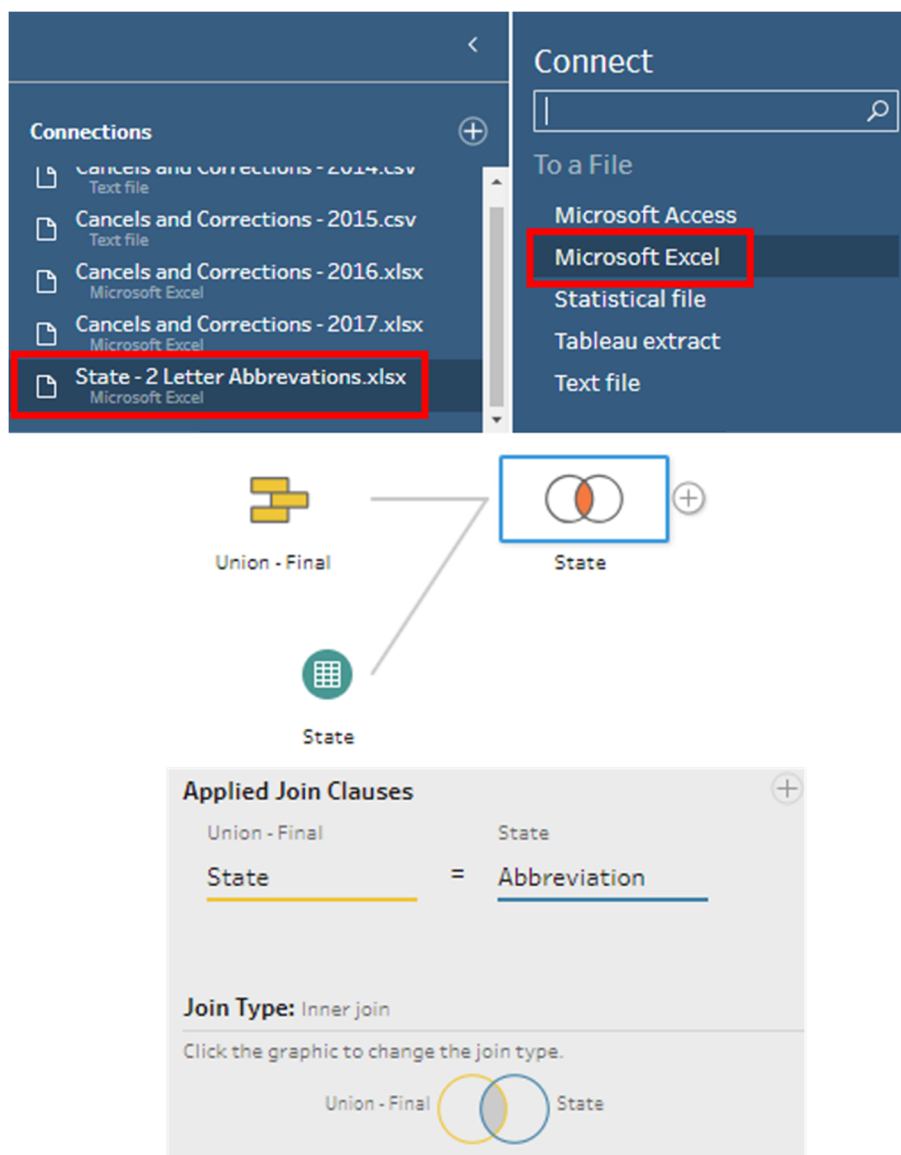 Connections
Cancels and Corrections - 2014.csv
Text file
Cancels and Corrections - 2015.csv
Text file
Cancels and Corrections - 2016.xlsx
Microsoft Excel
Cancels and Corrections - 2017.xlsx
Microsoft Excel
State - 2 Letter Abbrevations.xlsx
Microsoft Excel
Connect
To a File
Microsoft Access
Microsoft Excel
Statistical file
Tableau extract
Text file
Union - Final
State
State
Applied Join Clauses
Union - Final State
State = Abbreviation
Join Type: Inner join
Click the graphic to change the join type.
Union - Final State